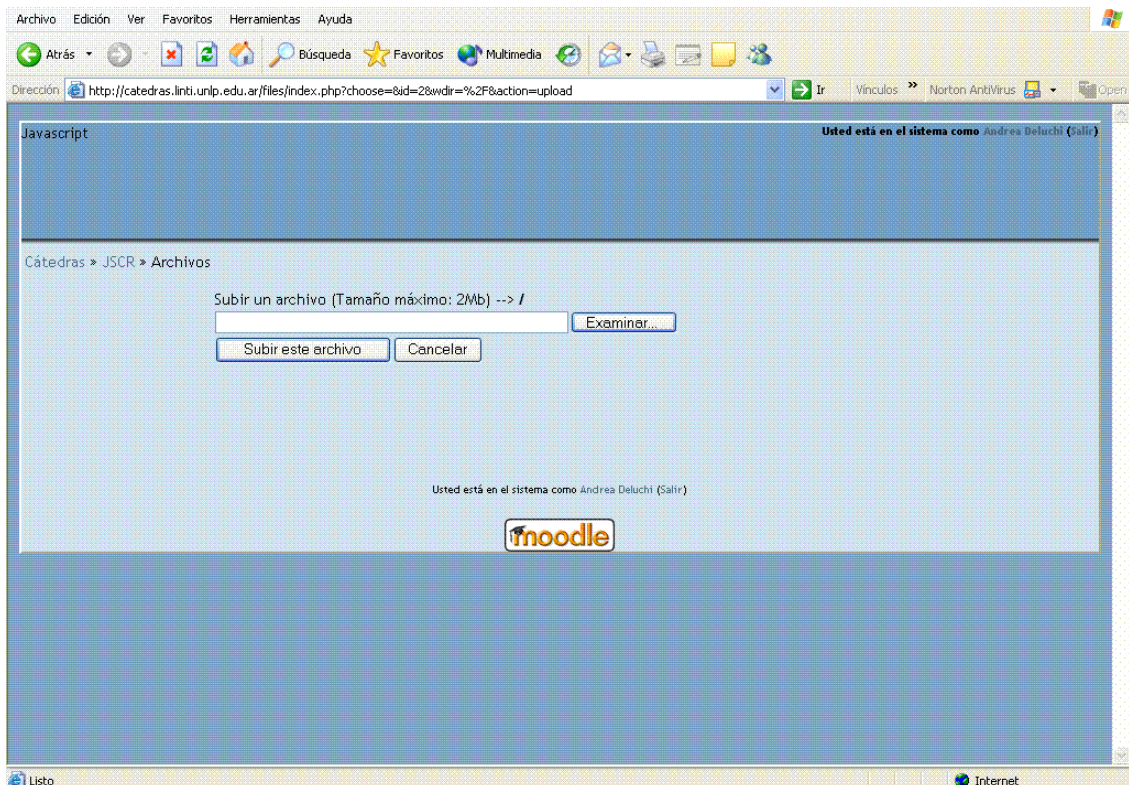 Archivo Edición Ver Favoritos Herramientas Ayuda
Atrás Búsqueda Favoritos Multimedia
Dirección http://catedras.linti.unlp.edu.ar/files/index.php?choose=&id=2&wdir=%2F&action=upload Ir Vínculos » Norton AntiVirus Open
Javascript Usted está en el sistema como Andrea Deluchi (Salir)
Cátedras » JSCR » Archivos
Subir un archivo (Tamaño máximo: 2Mb) --> /
Examinar...
Subir este archivo Cancelar
Usted está en el sistema como Andrea Deluchi (Salir)
moodle
Listo Internet